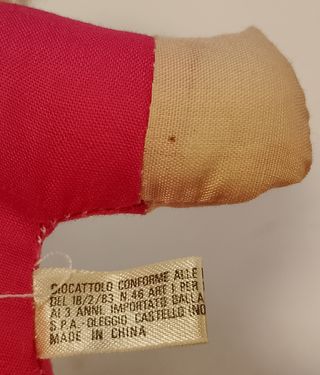 GIOCATTOLO CONFORME ALLE
DEL 18/2/83 N.46 ART 1 PER
AI 3 ANNI. IMPORTATO DALLA
S.P.A.-OLEGGIO CASTELLO (NO
MADE IN CHINA